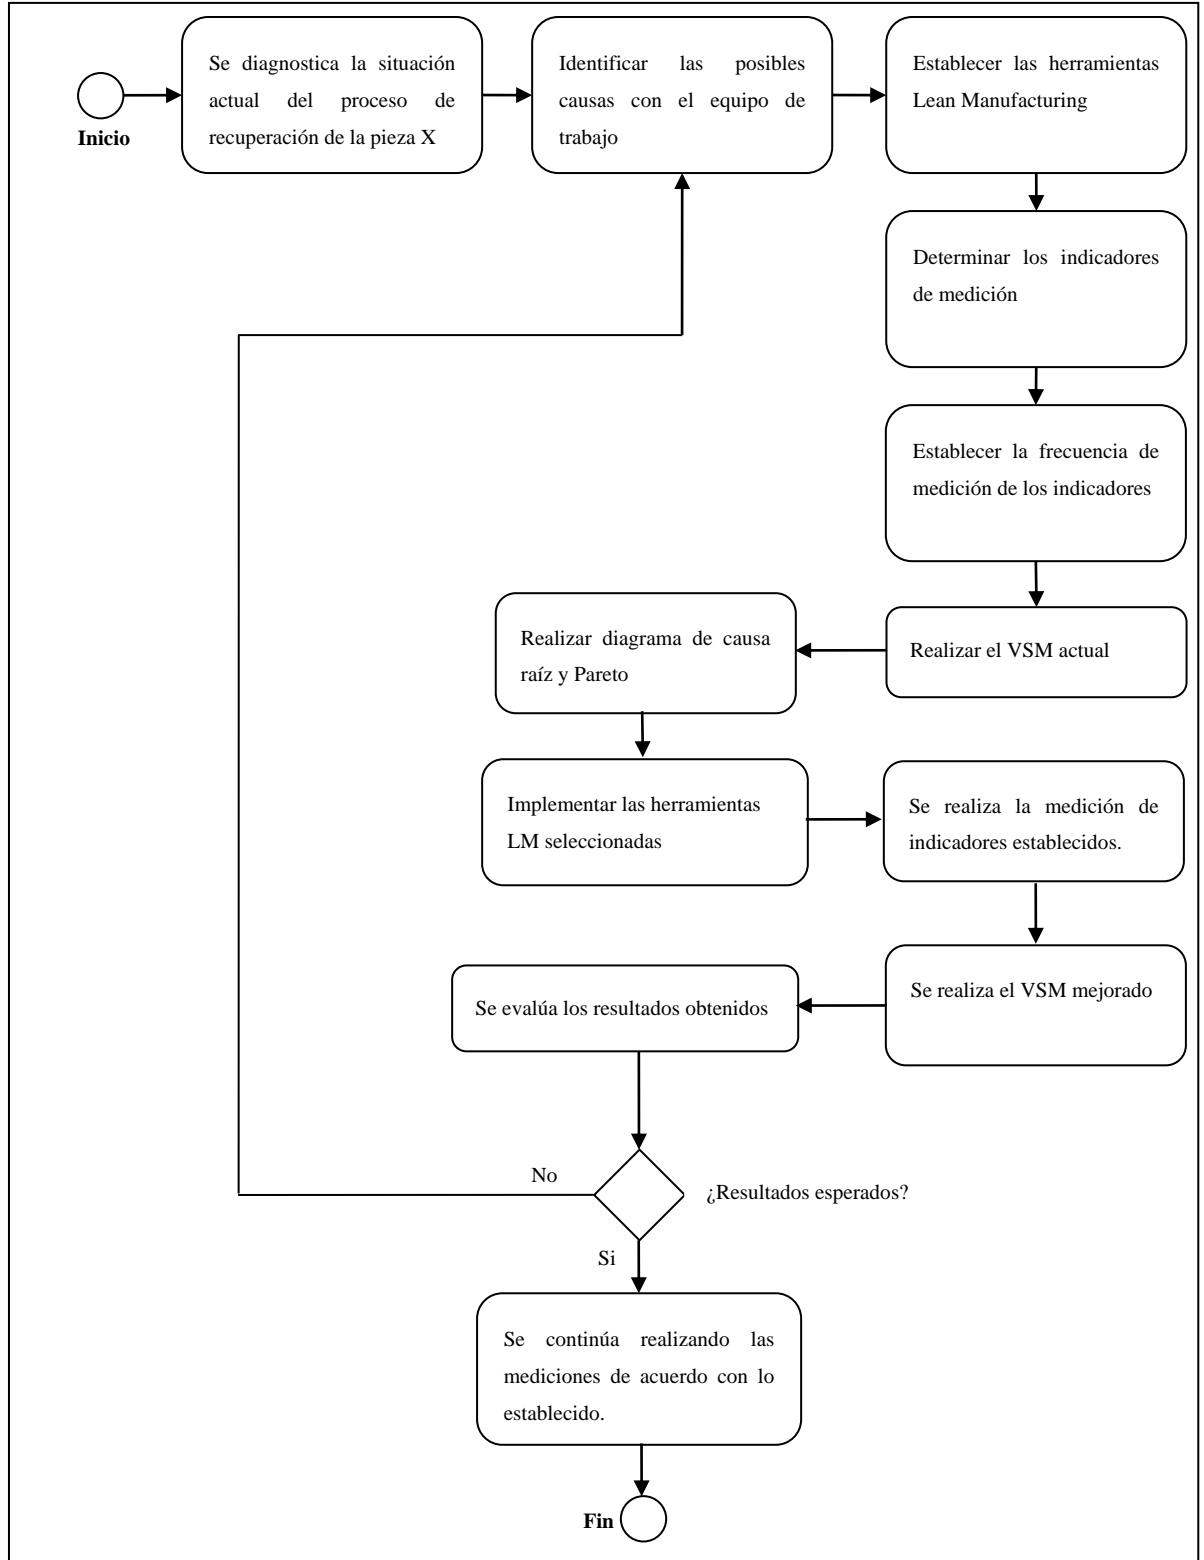 Inicio
Se diagnostica la situación
actual del proceso de
recuperación de la pieza X
Identificar las posibles
causas con el equipo de
trabajo
Establecer las herramientas
Lean Manufacturing
Determinar los indicadores
de medición
Establecer la frecuencia de
medición de los indicadores
Realizar el VSM actual
Realizar diagrama de causa
raíz y Pareto
Implementar las herramientas
LM seleccionadas
Se realiza la medición de
indicadores establecidos.
Se realiza el VSM mejorado
Se evalúa los resultados obtenidos
¿Resultados esperados?
No
Si
Se continúa realizando las
mediciones de acuerdo con lo
establecido.
Fin